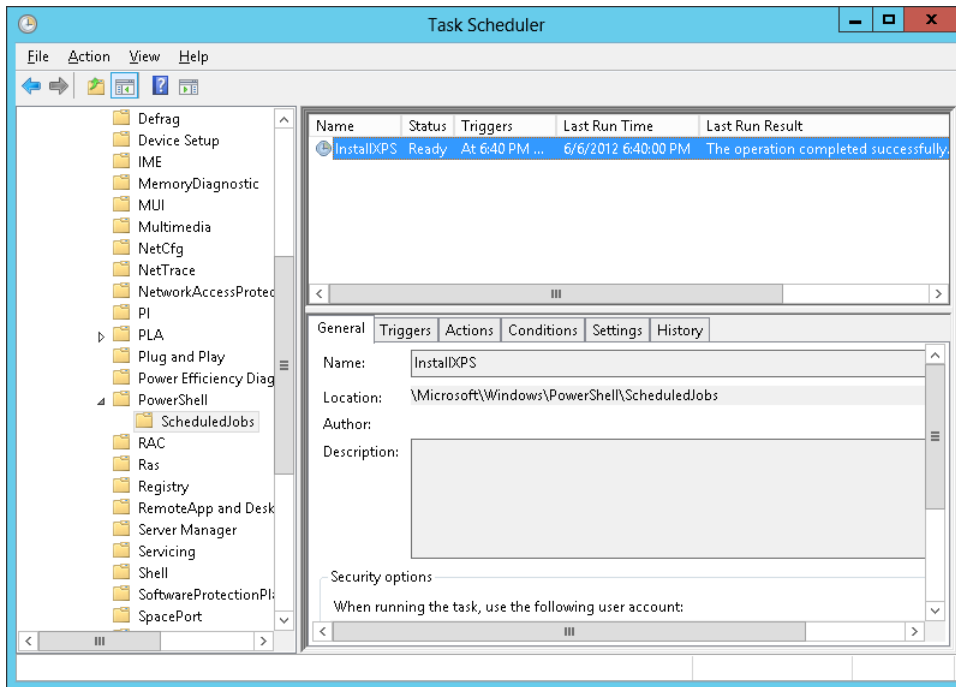 Task Scheduler
File Action View Help
Defrag
Device Setup
IME
MemoryDiagnostic
MUI
Multimedia
NetCfg
NetTrace
NetworkAccessProtec
PI
PLA
Plug and Play
Power Efficiency Diag
PowerShell
ScheduledJobs
RAC
Ras
Registry
RemoteApp and Desk
Server Manager
Servicing
Shell
SoftwareProtectionPl
SpacePort
Name Status Triggers Last Run Time Last Run Result
InstallXPS Ready At 6:40 PM ... 6/6/2012 6:40:00 PM The operation completed successfully.
General Triggers Actions Conditions Settings History
Name: InstallXPS
Location: \Microsoft\Windows\PowerShell\ScheduledJobs
Author:
Description:
Security options
When running the task, use the following user account: